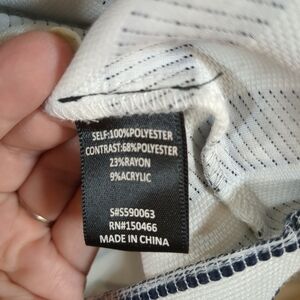 SELF:100%POLYESTER
CONTRAST:68%POLYESTER
23%RAYON
9%ACRYLIC
S#S590063
RN#150466
MADE IN CHINA